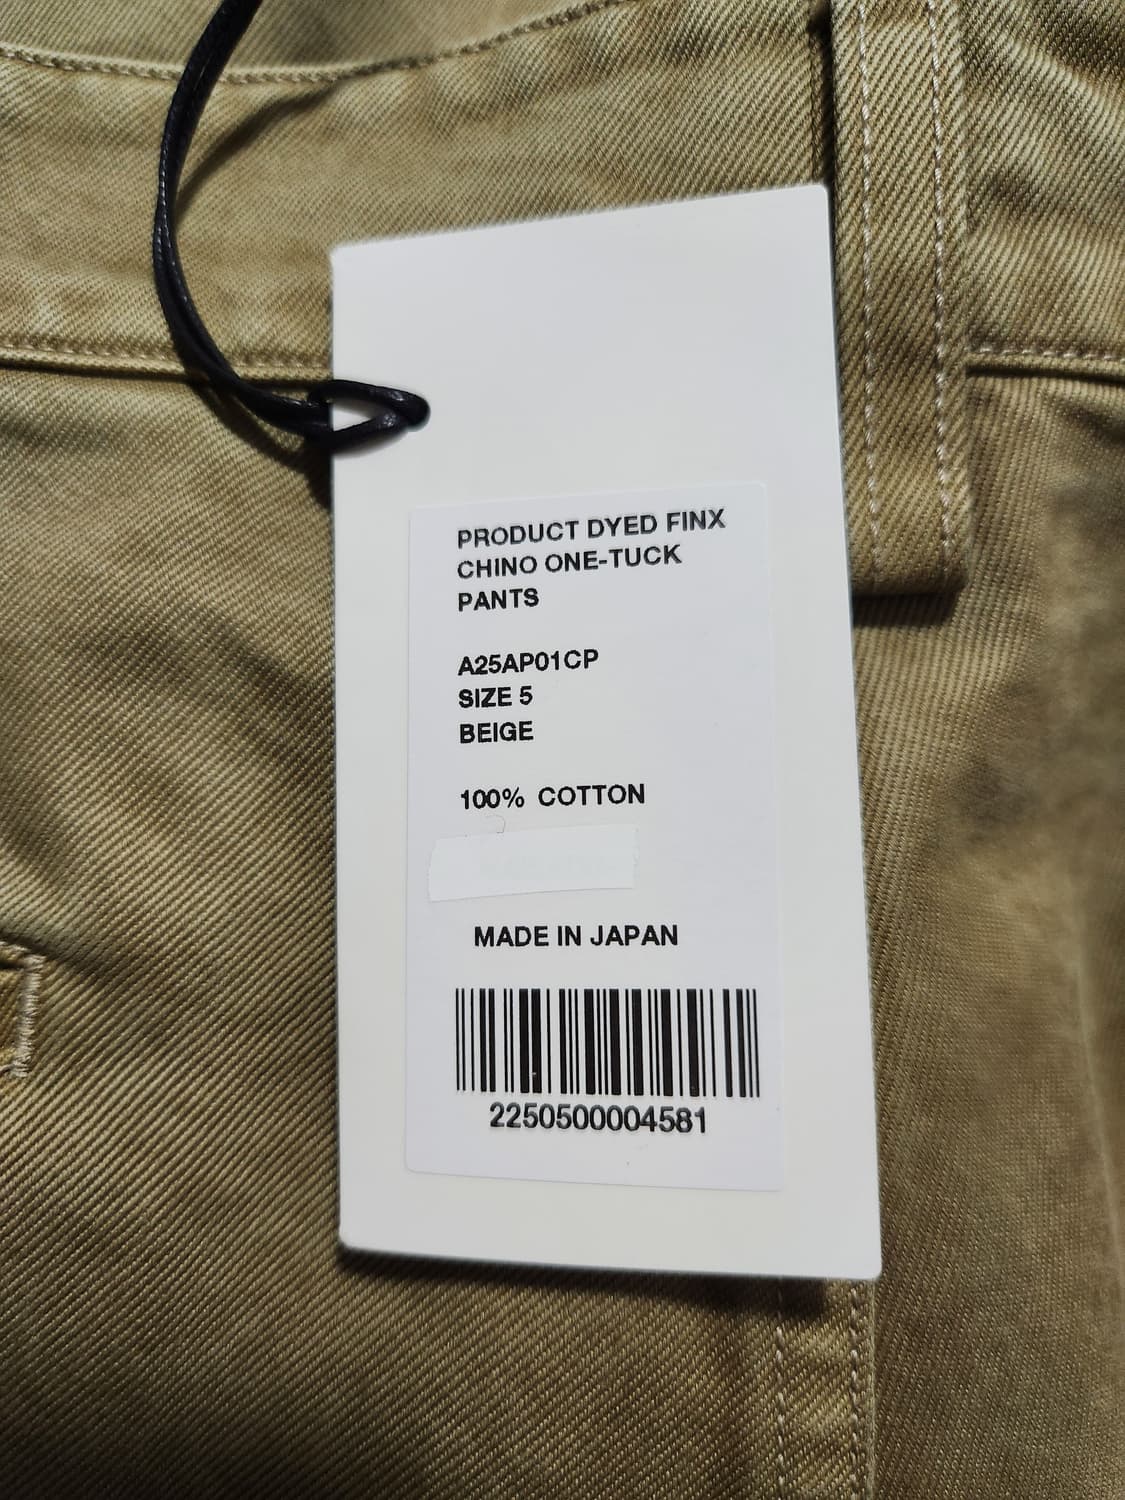 PRODUCT DYED FINX
CHINO ONE-TUCK
PANTS
A25AP01CP
SIZE 5
BEIGE
100% COTTON
MADE IN JAPAN
2250500004581